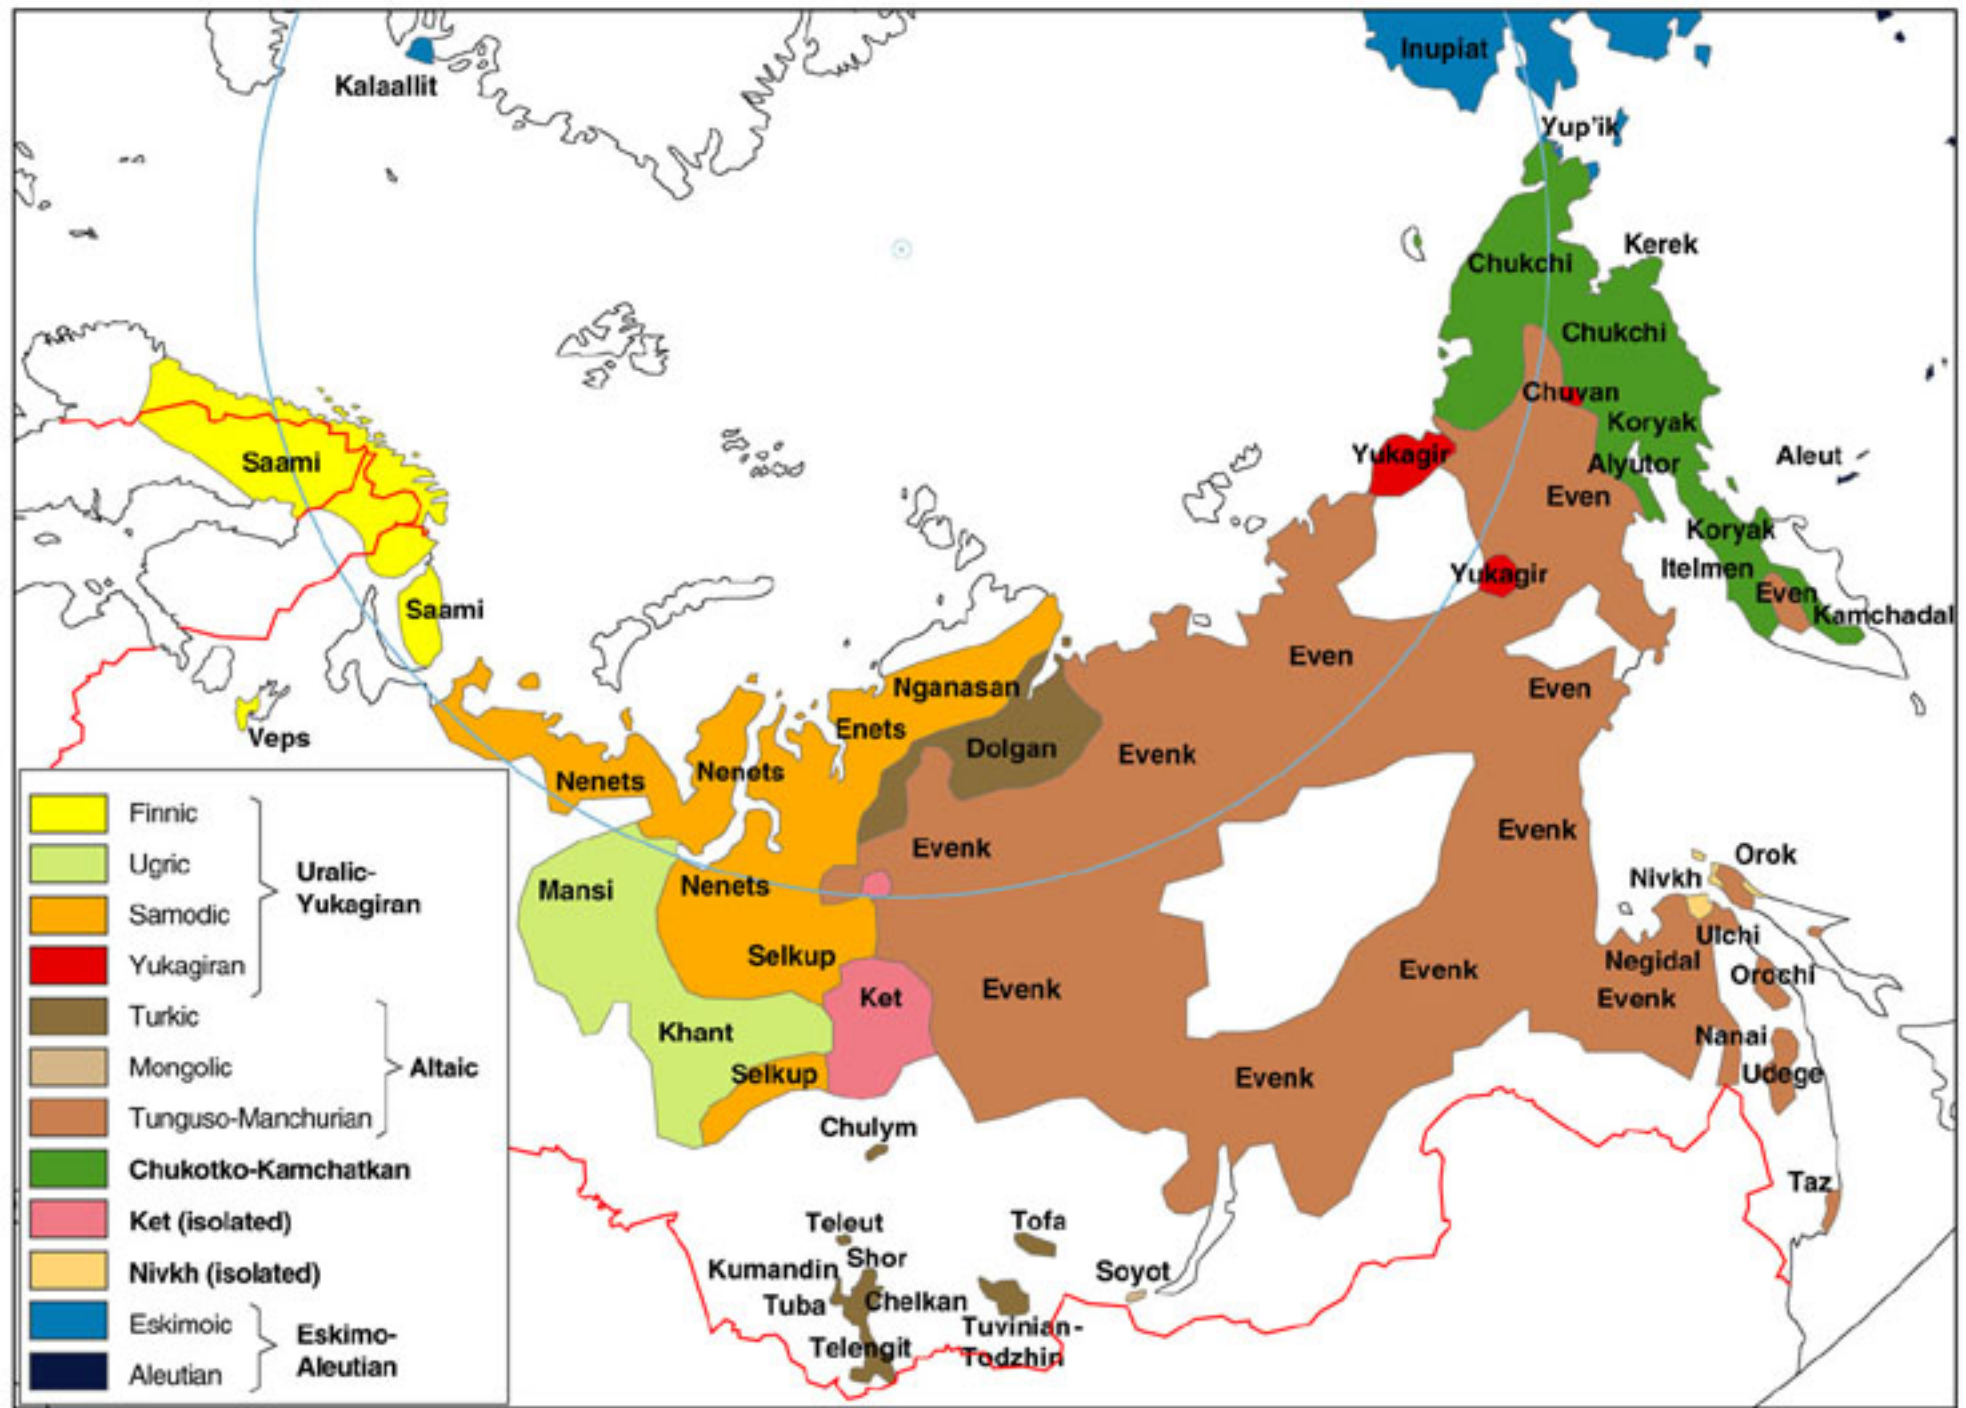 Inupiat
Kalaallit
Yup'ik
Kerek
Chukchi
Chukchi
Chuvan
Koryak
Yukagir
Aleut
Saami
Alyutor
Even
Koryak
Itelmen
Yukagir
Even
Saami
Kamchadal
Even
Nganasan
Even
Enets
Veps
Dolgan
Evenk
Nenets
Nenets
Evenk
Evenk
Orok
Nivkh
Mansi
Nenets
Ulchi
Selkup
Negidal
Evenk
Orochi
Ket
Evenk
Evenk
Khant
Nanai
Selkup
Evenk
Udege
Chulym
Taz
Teleut
Tofa
Shor
Kumandin
Soyot
Tuba
Chelkan
Tuvinian-
Todzhin
Telengit
Finnic
Ugric
Samodic
Yukagiran
Uralic-
Yukagiran
Turkic
Mongolic
Tunguso-Manchurian
Altaic
Chukotko-Kamchatkan
Ket (isolated)
Nivkh (isolated)
Eskimoic
Aleutian
Eskimo-
Aleutian